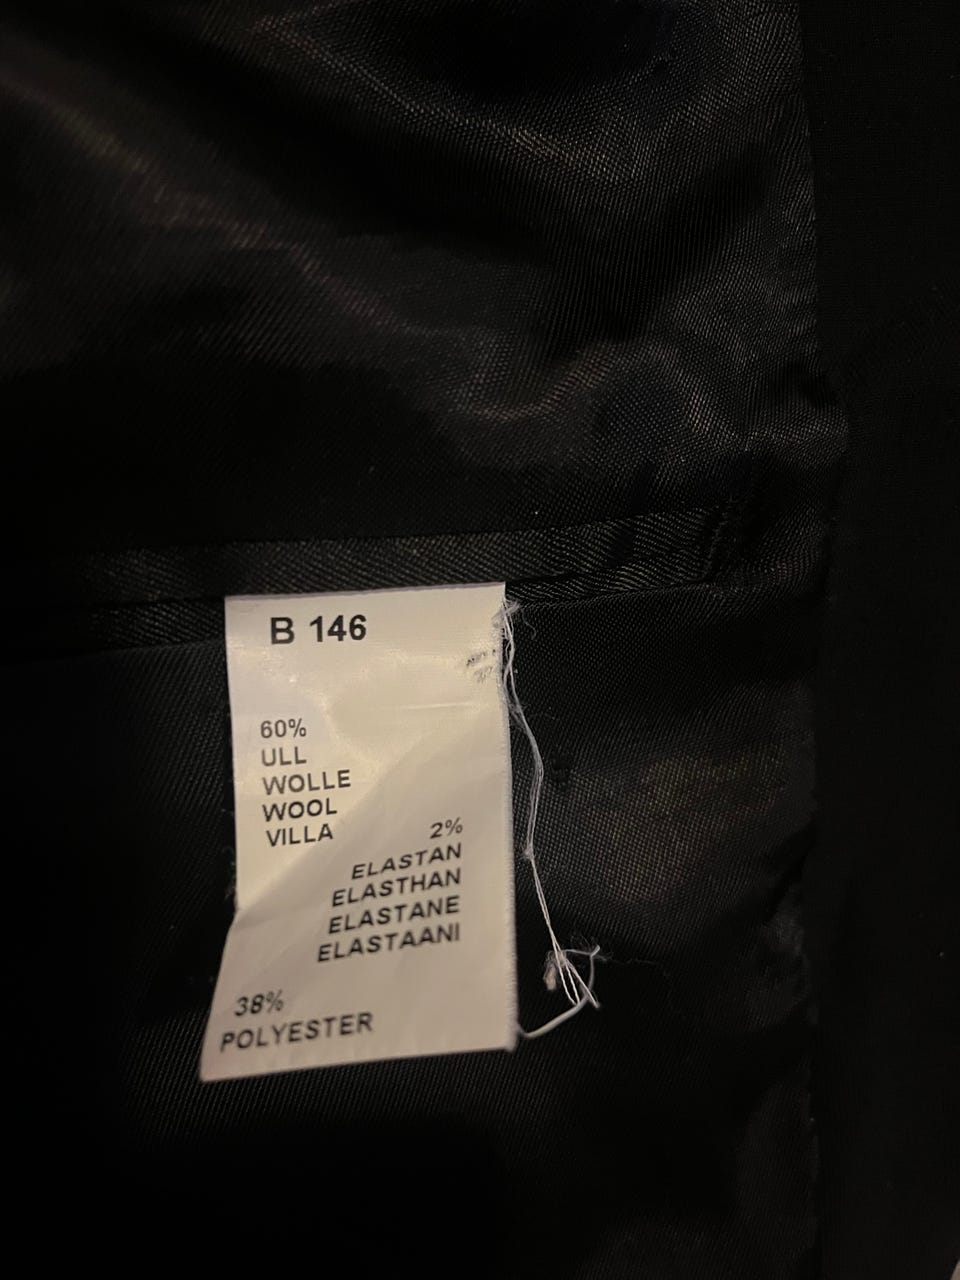 B 146
60%
ULL
WOLLE
WOOL
VILLA
2%
ELASTAN
ELASTHAN
ELASTANE
ELASTAANI
38%
POLYESTER